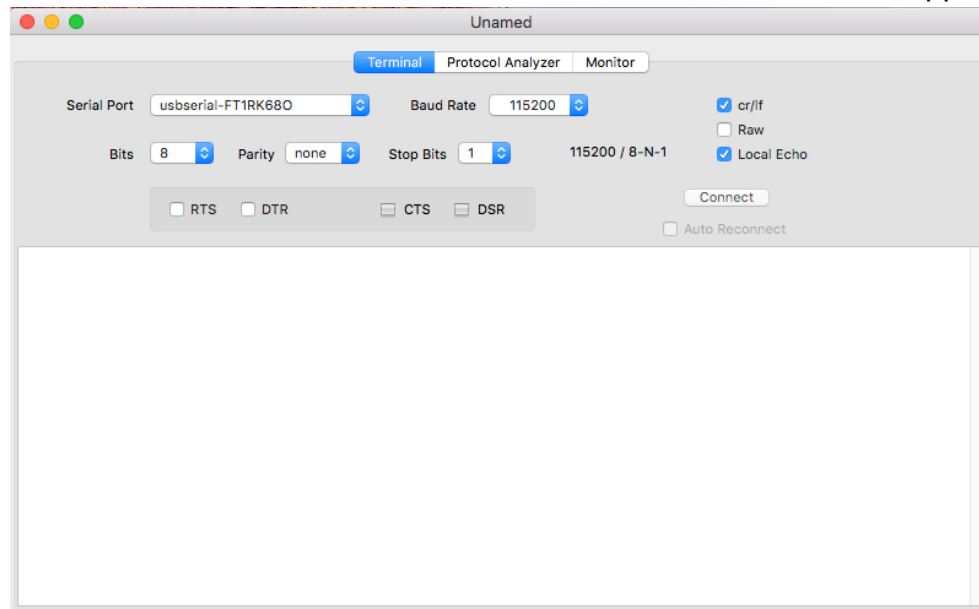 Unamed
Terminal Protocol Analyzer Monitor
Serial Port usbserial-FT1RK68O Baud Rate 115200 cr/lf
Raw
Bits 8 Parity none Stop Bits 1 115200 / 8-N-1 Local Echo
RTS DTR CTS DSR Connect
Auto Reconnect